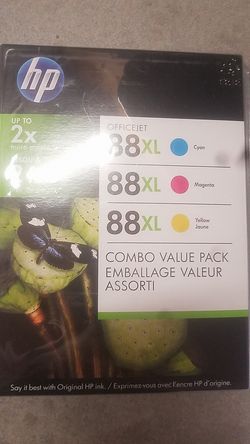 hp
UP TO
2x
OFFICEJET
88XL
Cyan
88XL
Magenta
88XL
Yellow
Jaune
COMBO VALUE PACK
EMBALLAGE VALEUR
ASSORTI
Say it best with Original HP ink. / Exprimez-vous avec l'encre HP d'origine.